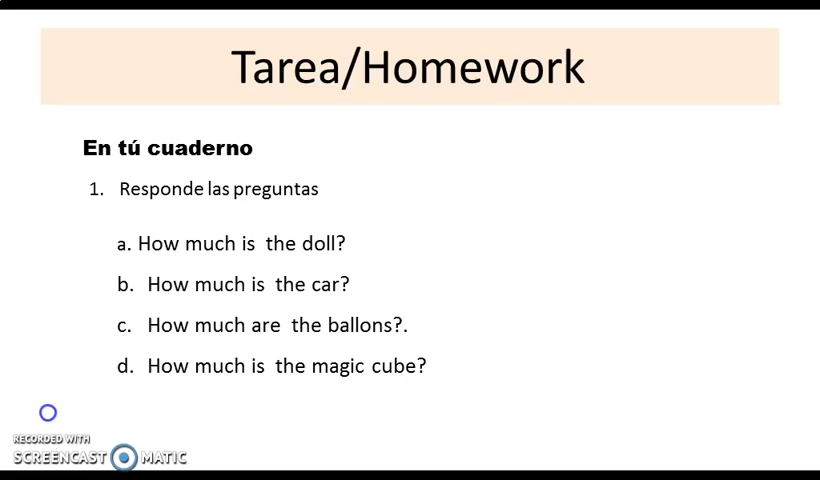 Tarea/Homework
En tú cuaderno
1. Responde las preguntas
a. How much is the doll?
b. How much is the car?
c. How much are the ballons?.
d. How much is the magic cube?
RECORDED WITH
SCREENCAST MATIC